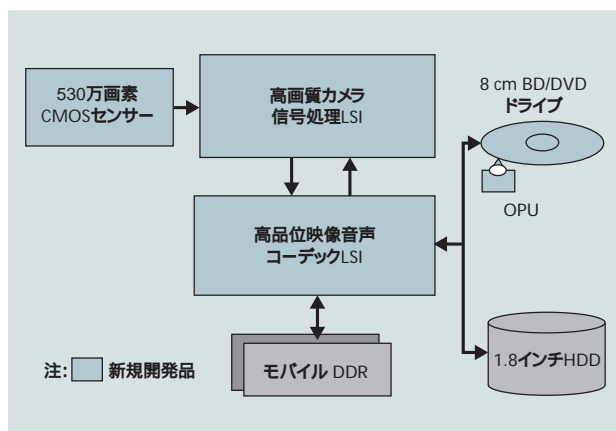 530万画素
CMOSセンサー
高画質カメラ
信号処理LSI
8 cm BD/DVD
ドライブ
OPU
高品位映像音声
コーデックLSI
モバイル DDR
1.8インチHDD
注: 新規開発品